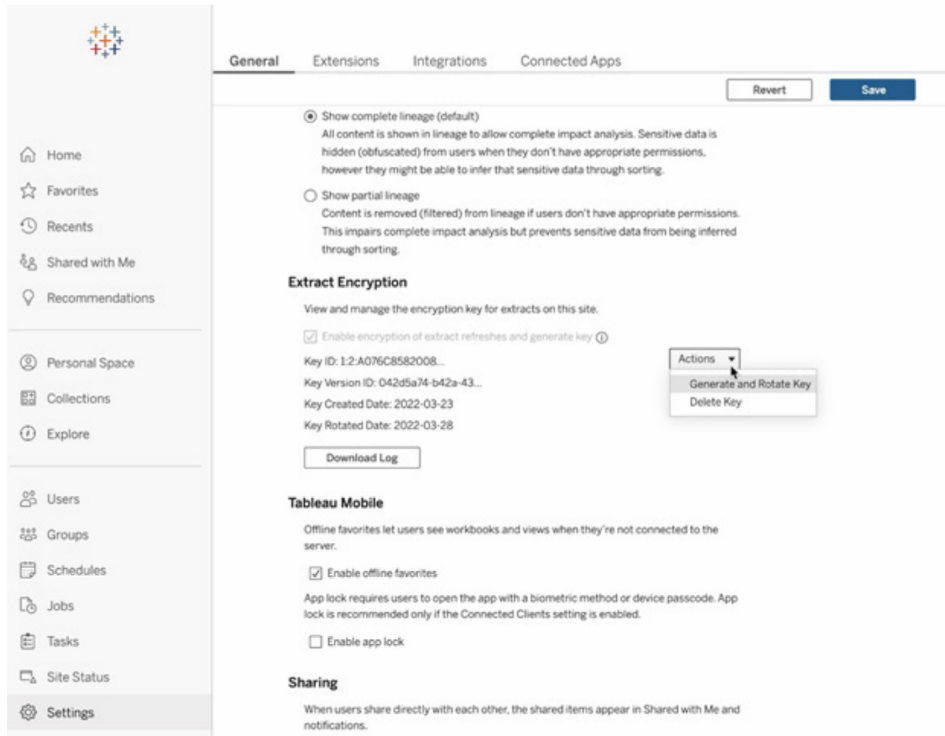 General Extensions Integrations Connected Apps
Revert Save
Home
Favorites
Recents
Shared with Me
Recommendations
Personal Space
Collections
Explore
Users
Groups
Schedules
Jobs
Tasks
Site Status
Settings
Show complete lineage (default)
All content is shown in lineage to allow complete impact analysis. Sensitive data is
hidden (obfuscated) from users when they don't have appropriate permissions,
however they might be able to infer that sensitive data through sorting.
Show partial lineage
Content is removed (filtered) from lineage if users don't have appropriate permissions.
This impairs complete impact analysis but prevents sensitive data from being inferred
through sorting.
Extract Encryption
View and manage the encryption key for extracts on this site.
Enable encryption of extract refreshes and generate key
Key ID: 1:2:A076C8582008...
Key Version ID: 042d5a74-b42a-43...
Key Created Date: 2022-03-23
Key Rotated Date: 2022-03-28
Actions
Generate and Rotate Key
Delete Key
Download Log
Tableau Mobile
Offline favorites let users see workbooks and views when they're not connected to the
server.
Enable offline favorites
App lock requires users to open the app with a biometric method or device passcode. App
lock is recommended only if the Connected Clients setting is enabled.
Enable app lock
Sharing
When users share directly with each other, the shared items appear in Shared with Me and
notifications.